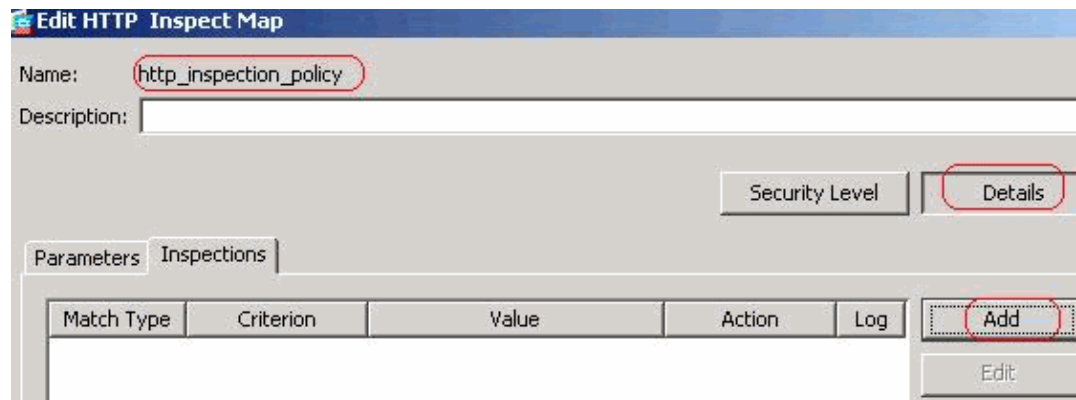 Edit HTTP Inspect Map
Name: http_inspection_policy
Description:
Security Level Details
Parameters Inspections
Match Type Criterion Value Action Log Add
Edit